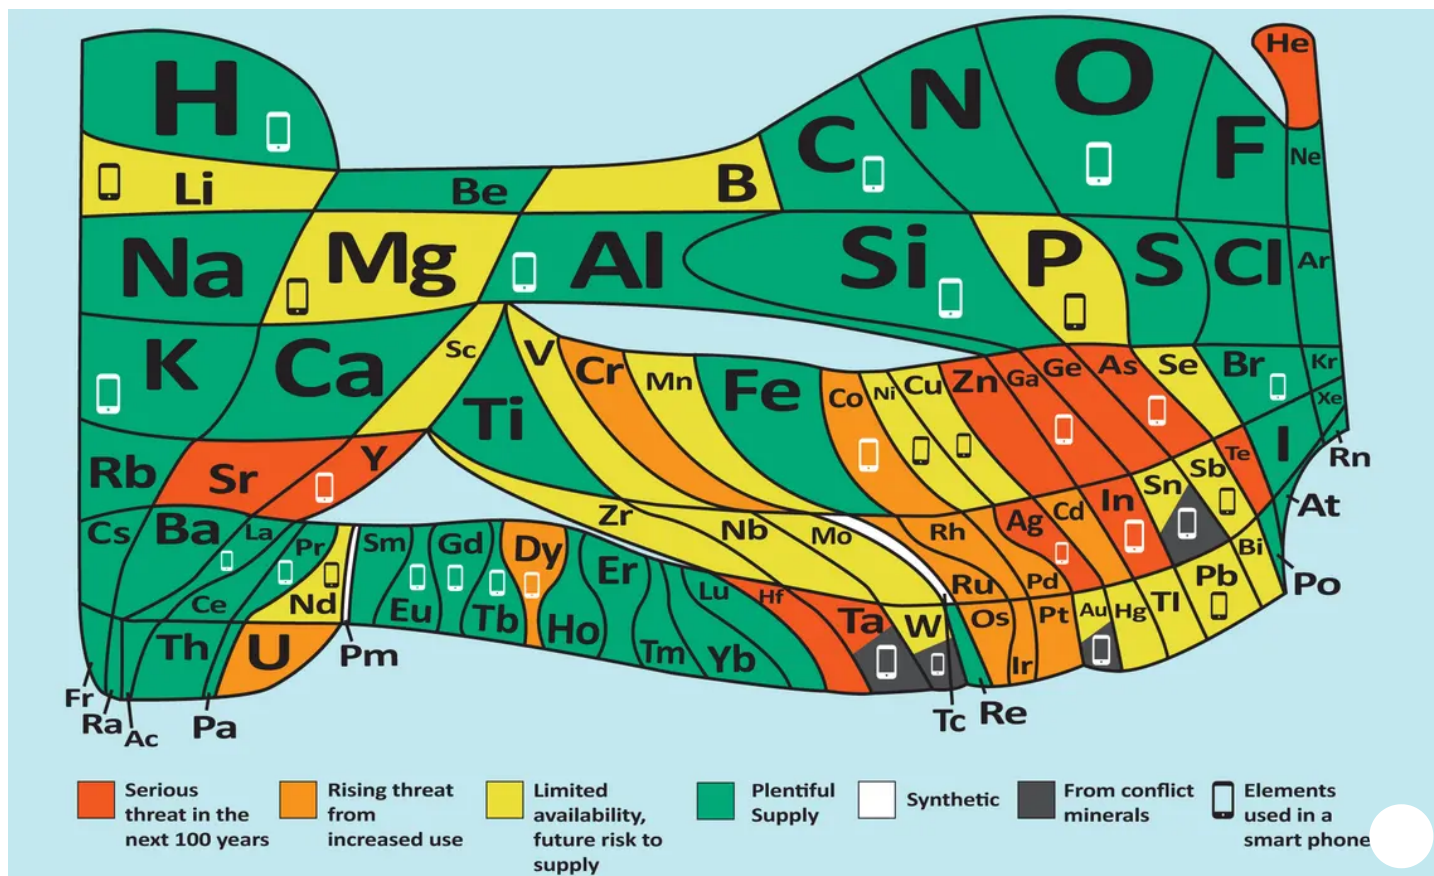 H
He
Li
Be
B
C
N
O
F
Ne
Na
Mg
Al
Si
P
S
Cl
Ar
K
Ca
Sc
Ti
V
Cr
Mn
Fe
Co
Ni
Cu
Zn
Ga
Ge
As
Se
Br
Kr
Rb
Sr
Y
Zr
Nb
Mo
Tc
Ru
Rh
Pd
Ag
Cd
In
Sn
Sb
Te
I
Xe
Cs
Ba
La
Ce
Pr
Nd
Pm
Sm
Eu
Gd
Tb
Dy
Ho
Er
Tm
Yb
Lu
Hf
Ta
W
Re
Os
Ir
Pt
Au
Hg
Tl
Pb
Bi
Po
At
Rn
Fr
Ra
Ac
Th
Pa
U
Serious
threat in the
next 100 years
Rising threat
from
increased use
Limited
availability,
future risk to
supply
Plentiful
Supply
Synthetic
From conflict
minerals
Elements
used in a
smart phone